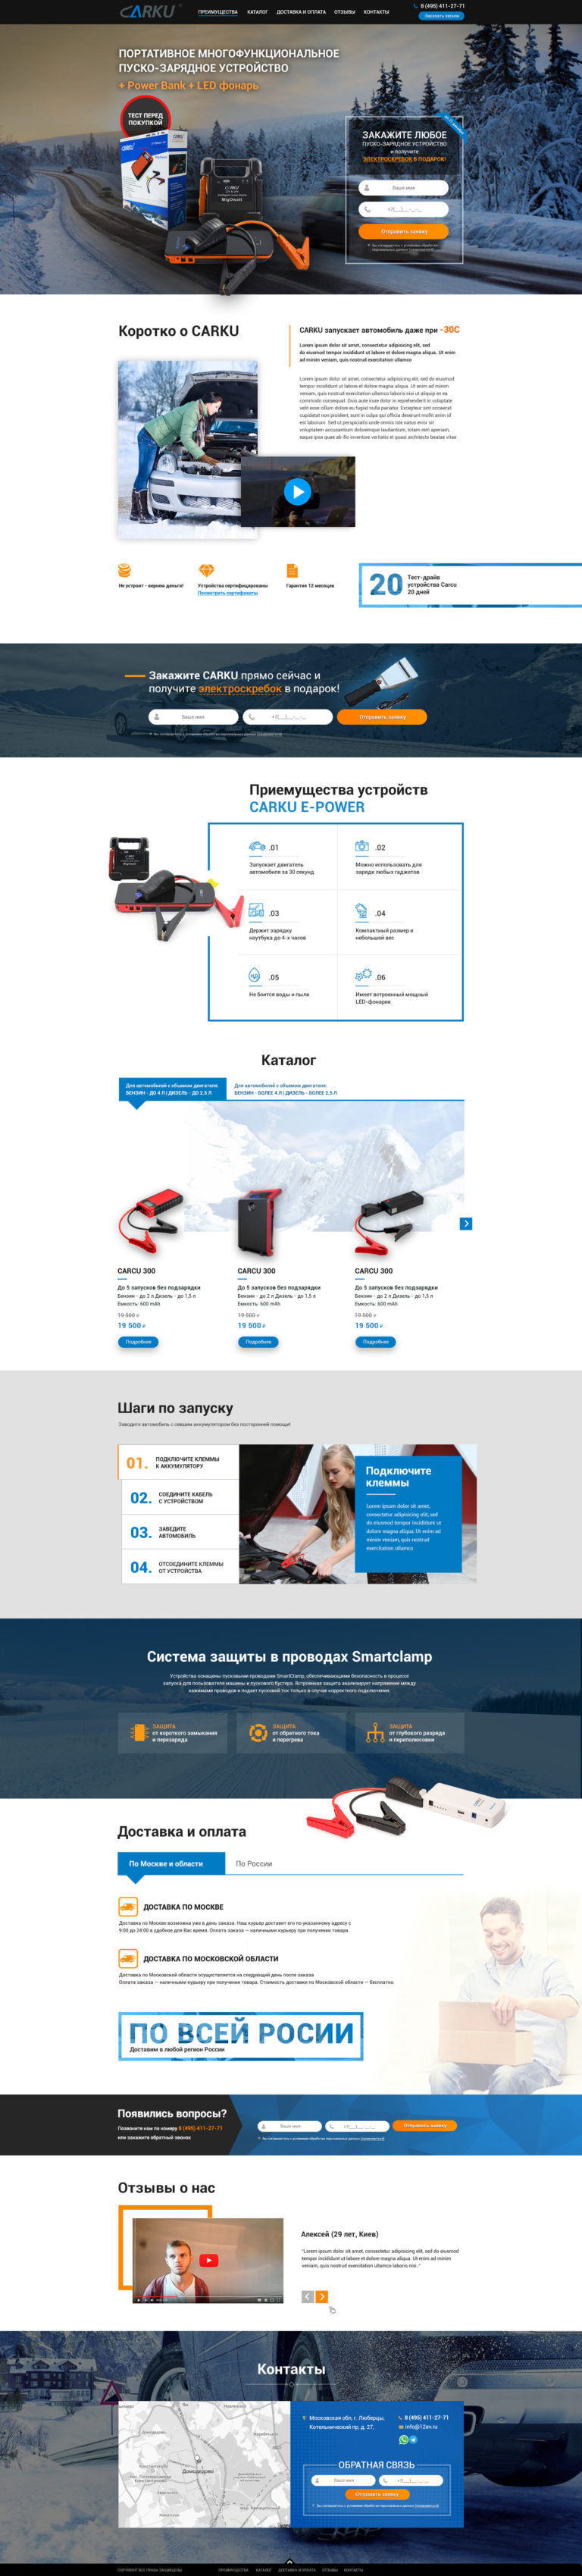 CARKU
ПРЕИМУЩЕСТВА КАТАЛОГ ДОСТАВКА И ОПЛАТА ОТЗЫВЫ КОНТАКТЫ
8 (495) 411-27-71
Заказать звонок
ПОРТАТИВНОЕ МНОГОФУНКЦИОНАЛЬНОЕ
ПУСКО-ЗАРЯДНОЕ УСТРОЙСТВО
+ Power Bank + LED фонарь
ТЕСТ ПЕРЕД
ПОКУПКОЙ
ЗАКАЖИТЕ ЛЮБОЕ
ПУСКО-ЗАРЯДНОЕ УСТРОЙСТВО
и получите
ЭЛЕКТРОСКРЕБОК В ПОДАРОК!
Ваше имя
Отправить заявку
Коротко о CARKU
CARKU запускает автомобиль даже при -30C
Lorem ipsum dolor sit amet, consectetur adipisicing elit, sed
do eiusmod tempor incididunt ut labore et dolore magna aliqua. Ut enim
ad minim veniam, quis nostrud exercitation ullamco
Lorem ipsum dolor sit amet, consectetur adipisicing elit, sed do eiusmod
tempor incididunt ut labore et dolore magna aliqua. Ut enim ad minim
veniam, quis nostrud exercitation ullamco laboris nisi ut aliquip ex ea
commodo consequat. Duis aute irure dolor in reprehenderit in voluptate
velit esse cillum dolore eu fugiat nulla pariatur. Excepteur sint occaecat
cupidatat non proident, sunt in culpa qui officia deserunt mollit anim id
est laborum. Sed ut perspiciatis unde omnis iste natus error sit
voluptatem accusantium doloremque laudantium, totam rem aperiam,
eaque ipsa quae ab illo inventore veritatis et quasi architecto beatae vitae
Не устроит - вернем деньги!
Устройства сертифицированы
Посмотреть сертификаты
Гарантия 12 месяцев
20
Тест-драйв
устройства Carcu
20 дней
Закажите CARKU прямо сейчас и
получите электроскребок в подарок!
Ваше имя
Отправить заявку
Приемущества устройств
CARKU E-POWER
.01
Запускает двигатель
автомобиля за 30 секунд
.02
Можно использовать для
заряде любых гаджетов
.03
Держит зарядку
ноутбука до 4-х часов
.04
Компактный размер и
небольшой вес
.05
Не боится воды и пыли
.06
Имеет встроенный мощный
LED-фонарик
Каталог
Для автомобилей с объемом двигателя:
БЕНЗИН - ДО 4 Л | ДИЗЕЛЬ - ДО 2.5 Л
Для автомобилей с объемом двигателя:
БЕНЗИН - БОЛЕЕ 4 Л | ДИЗЕЛЬ - БОЛЕЕ 2.5 Л
CARCU 300
До 5 запусков без подзарядки
Бензин - до 2 л Дизель - до 1,5 л
Емкость: 600 mAh
19 500
19 500
Подробнее
CARCU 300
До 5 запусков без подзарядки
Бензин - до 2 л Дизель - до 1,5 л
Емкость: 600 mAh
19 500
19 500
Подробнее
CARCU 300
До 5 запусков без подзарядки
Бензин - до 2 л Дизель - до 1,5 л
Емкость: 600 mAh
19 500
19 500
Подробнее
Шаги по запуску
Заводите автомобиль с севшим аккумулятором без посторонней помощи!
01. ПОДКЛЮЧИТЕ КЛЕММЫ
К АККУМУЛЯТОРУ
02. СОЕДИНИТЕ КАБЕЛЬ
С УСТРОЙСТВОМ
03. ЗАВЕДИТЕ
АВТОМОБИЛЬ
04. ОТСОЕДИНИТЕ КЛЕММЫ
ОТ УСТРОЙСТВА
Подключите
клеммы
Lorem ipsum dolor sit amet,
consectetur adipisicing elit, sed
do eiusmod tempor incididunt ut
dolore magna aliqua. Ut enim ad
minim veniam, quis nostrud
exercitation ullamco
Система защиты в проводах Smartclamp
Устройства оснащены пусковыми проводами SmartClamp, обеспечивающими безопасность в процессе
запуска для пользователя машины и пускового бустера. Встроенная защита анализирует напряжение между
зажимами проводов и подает пусковой ток только в случае корректного подключения.
ЗАЩИТА
от короткого замыкания
и перезаряда
ЗАЩИТА
от обратного тока
и перегрева
ЗАЩИТА
от глубокого разряда
и переполюсовки
Доставка и оплата
По Москве и области
По России
ДОСТАВКА ПО МОСКВЕ
Доставка по Москве возможна уже в день заказа. Наш курьер доставит его по указанному адресу с
9:00 до 24:00 в удобное для Вас время. Оплата заказа — наличными курьеру при получении товара.
ДОСТАВКА ПО МОСКОВСКОЙ ОБЛАСТИ
Доставка по Московской области осуществляется на следующий день после заказа
Оплата заказа — наличными курьеру при получении товара. Стоимость доставки по Московской области — бесплатно.
ПО ВСЕЙ РОСИИ
Доставим в любой регион России
Появились вопросы?
Позвоните нам по номеру 8 (495) 411-27-71
или закажите обратный звонок
Ваше имя
Отправить заявку
Отзывы о нас
Алексей (29 лет, Киев)
"Lorem ipsum dolor sit amet, consectetur adipisicing elit, sed do eiusmod
tempor incididunt ut labore et dolore magna aliqua. Ut enim ad minim
veniam, quis nostrud exercitation ullamco laboris nisi."
Контакты
Домодедово
Московская обл, г. Люберцы,
Котельнический пр, д. 27,
8 (495) 411-27-71
info@12av.ru
ОБРАТНАЯ СВЯЗЬ
Ваше имя
Отправить заявку
COPYRIGHT ВСЕ ПРАВА ЗАЩИЩЕНЫ
ПРЕИМУЩЕСТВА КАТАЛОГ ДОСТАВКА И ОПЛАТА ОТЗЫВЫ КОНТАКТЫ